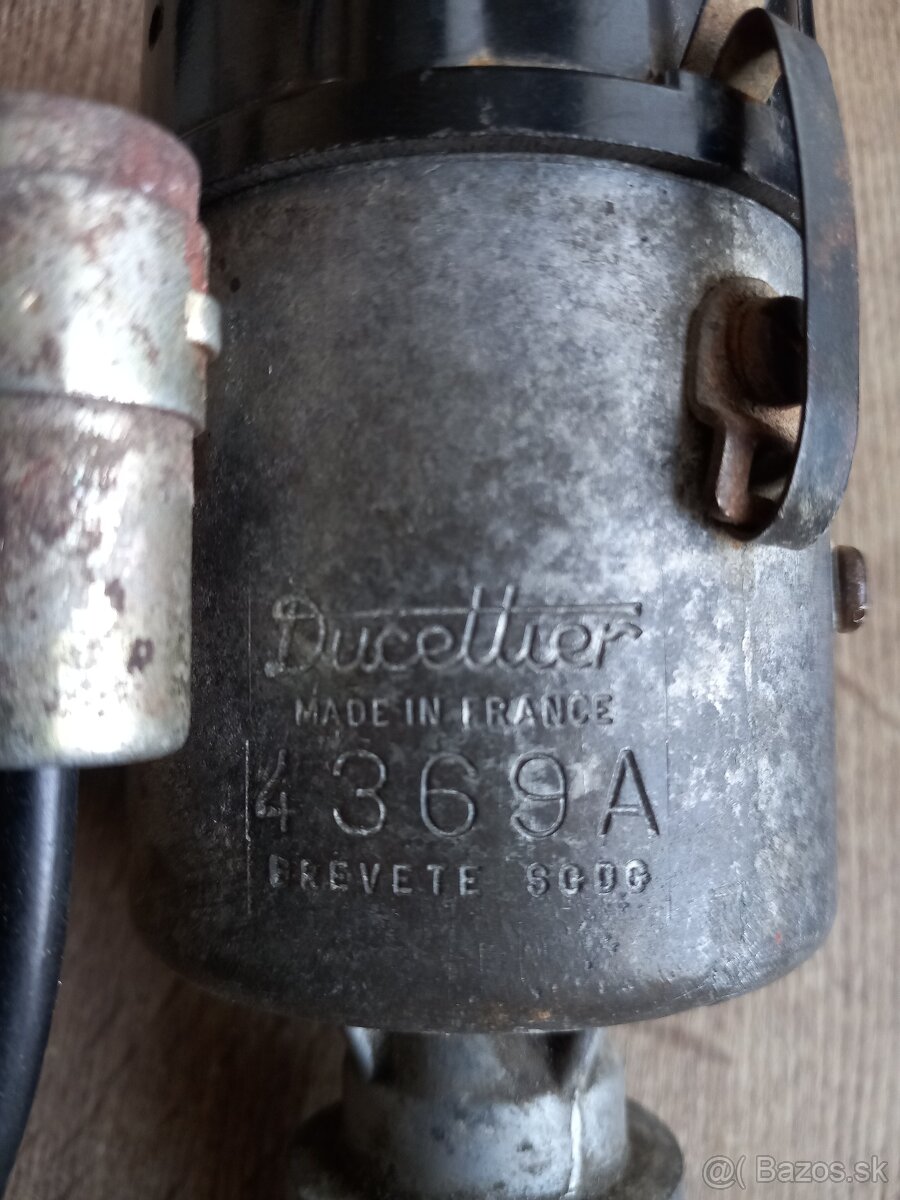 Ducellier
MADE IN FRANCE
4369A
BREVETE SGDG
@( Bazos.sk